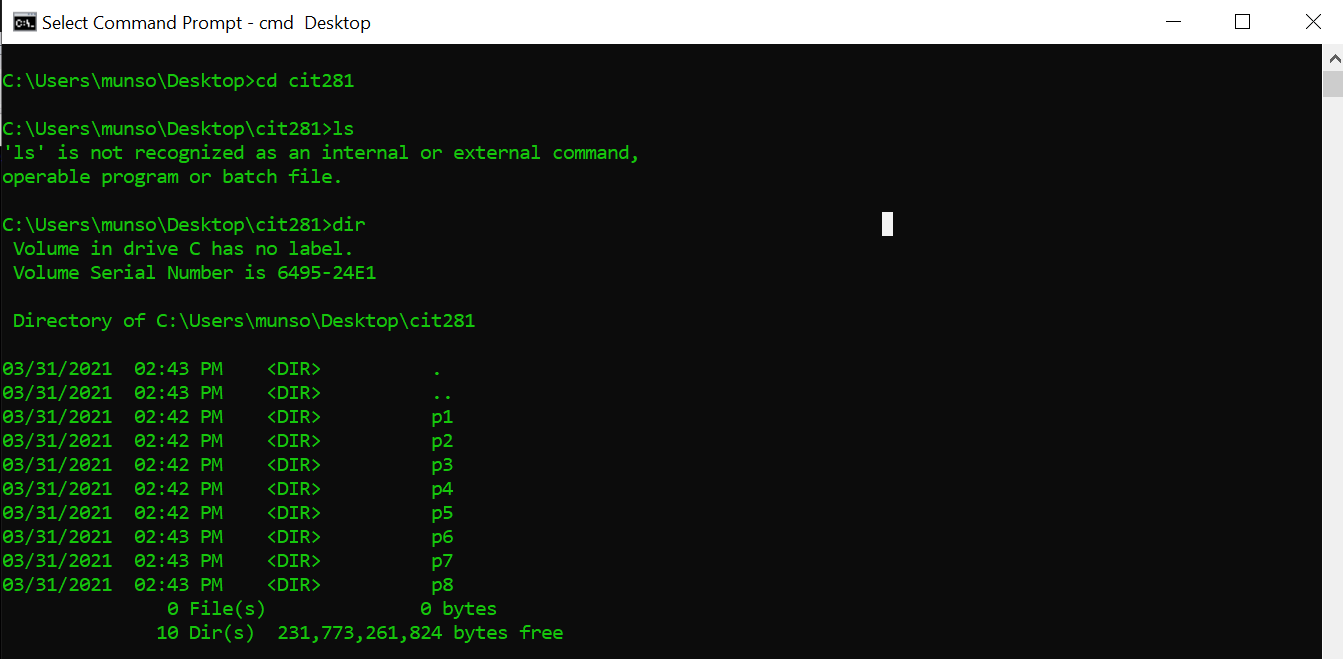 Select Command Prompt - cmd  Desktop
C:\Users\munso\Desktop>cd cit281
C:\Users\munso\Desktop\cit281>ls
'ls' is not recognized as an internal or external command,
operable program or batch file.
C:\Users\munso\Desktop\cit281>dir
 Volume in drive C has no label.
 Volume Serial Number is 6495-24E1
 Directory of C:\Users\munso\Desktop\cit281
03/31/2021  02:43 PM    <DIR>          .
03/31/2021  02:43 PM    <DIR>          ..
03/31/2021  02:42 PM    <DIR>          p1
03/31/2021  02:42 PM    <DIR>          p2
03/31/2021  02:42 PM    <DIR>          p3
03/31/2021  02:42 PM    <DIR>          p4
03/31/2021  02:42 PM    <DIR>          p5
03/31/2021  02:43 PM    <DIR>          p6
03/31/2021  02:43 PM    <DIR>          p7
03/31/2021  02:43 PM    <DIR>          p8
               0 File(s)              0 bytes
              10 Dir(s)  231,773,261,824 bytes free